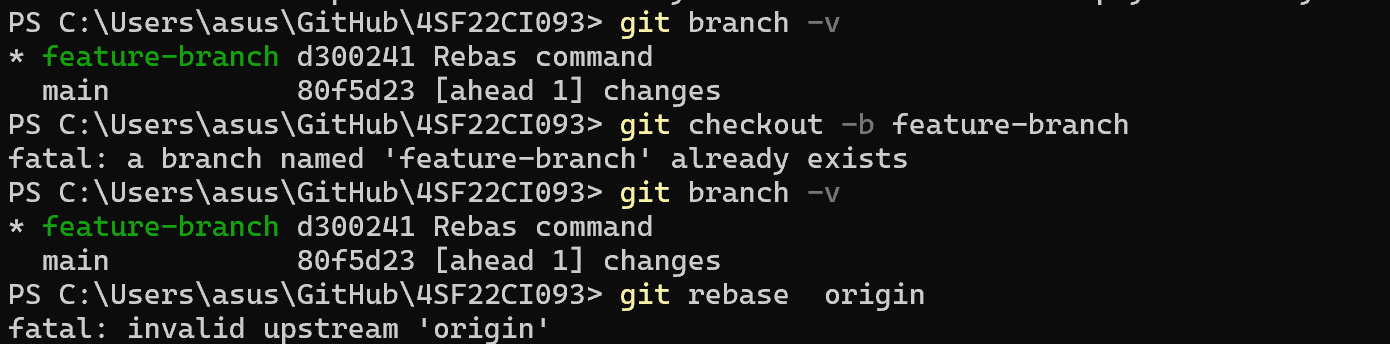 PS C:\Users\asus\GitHub\4SF22CI093> git branch -v
* feature-branch d300241 Rebas command
  main           80f5d23 [ahead 1] changes
PS C:\Users\asus\GitHub\4SF22CI093> git checkout -b feature-branch
fatal: a branch named 'feature-branch' already exists
PS C:\Users\asus\GitHub\4SF22CI093> git branch -v
* feature-branch d300241 Rebas command
  main           80f5d23 [ahead 1] changes
PS C:\Users\asus\GitHub\4SF22CI093> git rebase  origin
fatal: invalid upstream 'origin'